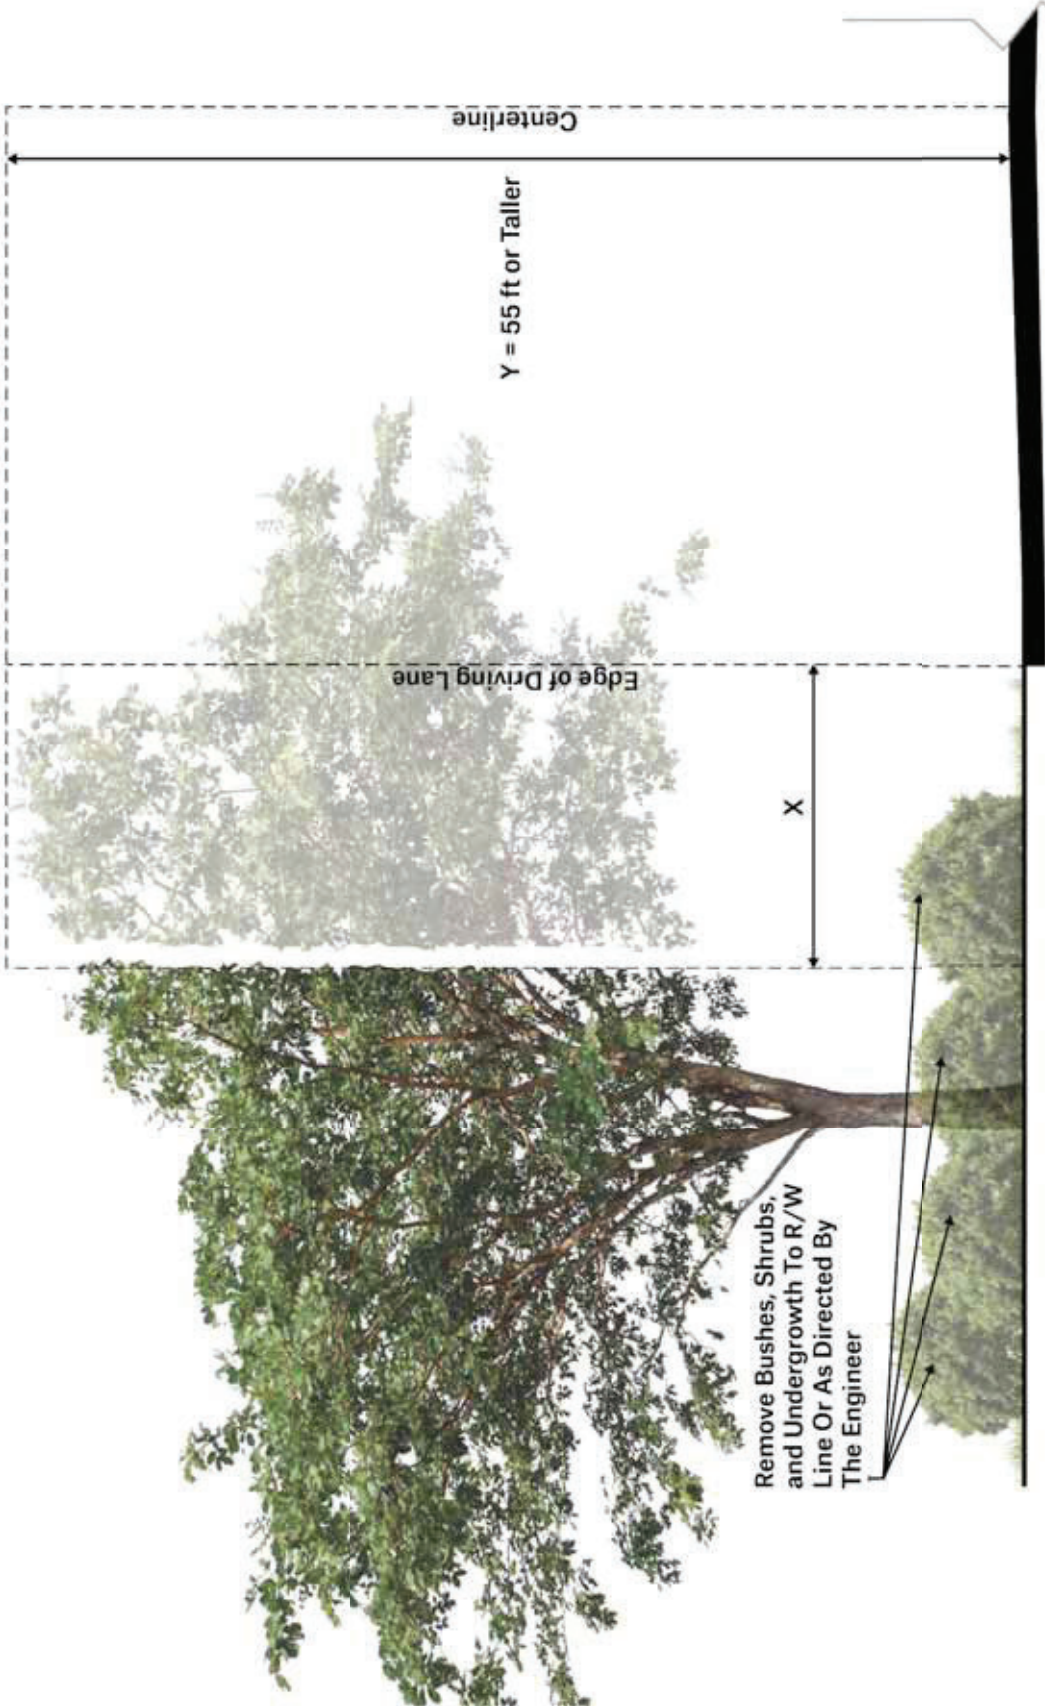 Centerline
Y = 55 ft or Taller
Edge of Driving Lane
X
Remove Bushes, Shrubs,
and Undergrowth To R/W
Line Or As Directed By
The Engineer